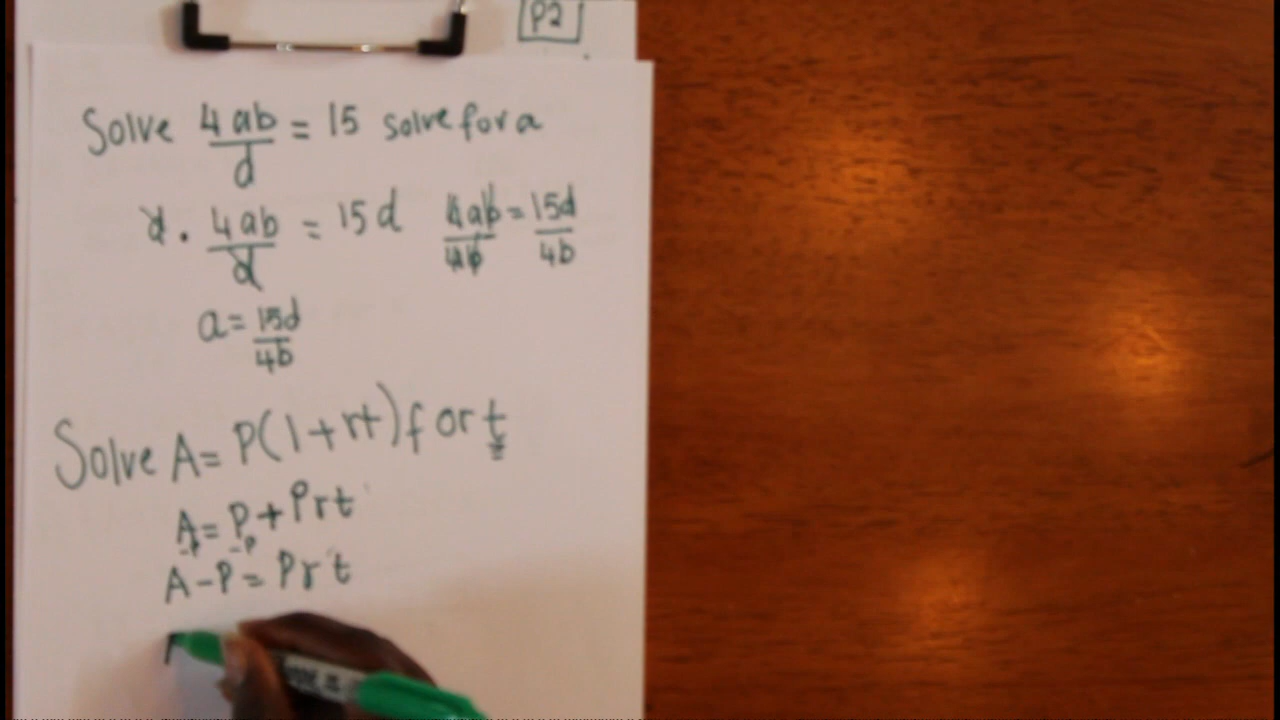 P2
Solve 4ab/d = 15 solve for a
d · 4ab/d = 15d 4ab/4b = 15d/4b
a = 15d/4b
Solve A = P(1+rt) for t
A = P + Prt
-P -P
A - P = Prt